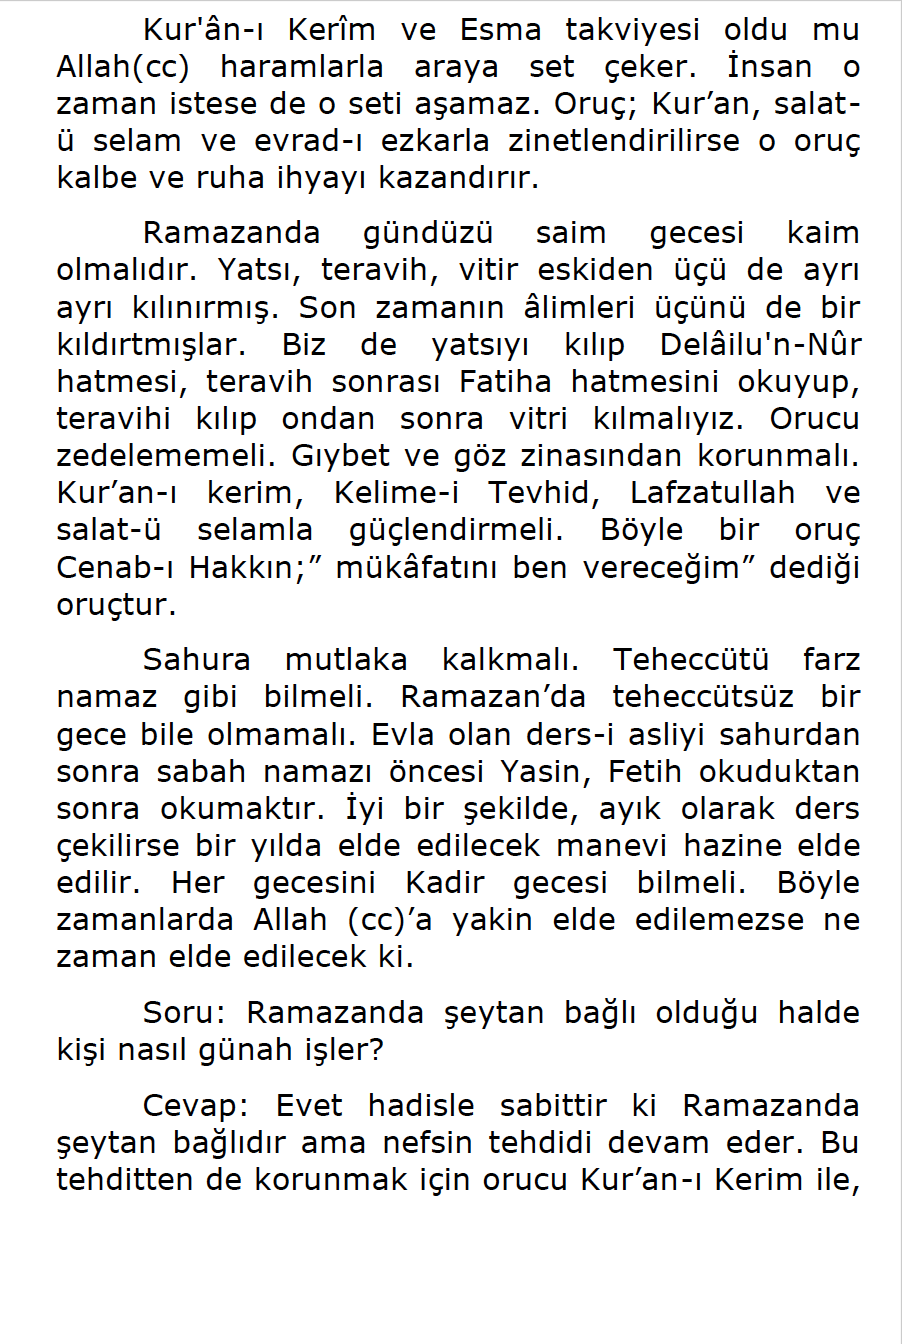 Kur'ân-ı Kerîm ve Esma takviyesi oldu mu
Allah(cc) haramlarla araya set çeker. İnsan o
zaman istese de o seti aşamaz. Oruç; Kur’an, salat-
ü selam ve evrad-ı ezkarla zinetlendirilirse o oruç
kalbe ve ruha ihyayı kazandırır.
Ramazanda gündüzü saim gecesi kaim
olmalıdır. Yatsı, teravih, vitir eskiden üçü de ayrı
ayrı kılınırmış. Son zamanın âlimleri üçünü de bir
kıldırtmışlar. Biz de yatsıyı kılıp Delâilu'n-Nûr
hatmesi, teravih sonrası Fatiha hatmesini okuyup,
teravihi kılıp ondan sonra vitri kılmalıyız. Orucu
zedelememeli. Gıybet ve göz zinasından korunmalı.
Kur’an-ı kerim, Kelime-i Tevhid, Lafzatullah ve
salat-ü selamla güçlendirmeli. Böyle bir oruç
Cenab-ı Hakkın;” mükâfatını ben vereceğim” dediği
oruçtur.
Sahura mutlaka kalkmalı. Teheccütü farz
namaz gibi bilmeli. Ramazan’da teheccütsüz bir
gece bile olmamalı. Evla olan ders-i asliyi sahurdan
sonra sabah namazı öncesi Yasin, Fetih okuduktan
sonra okumaktır. İyi bir şekilde, ayık olarak ders
çekilirse bir yılda elde edilecek manevi hazine elde
edilir. Her gecesini Kadir gecesi bilmeli. Böyle
zamanlarda Allah (cc)’a yakin elde edilemezse ne
zaman elde edilecek ki.
Soru: Ramazanda şeytan bağlı olduğu halde
kişi nasıl günah işler?
Cevap: Evet hadisle sabittir ki Ramazanda
şeytan bağlıdır ama nefsin tehdidi devam eder. Bu
tehditten de korunmak için orucu Kur’an-ı Kerim ile,